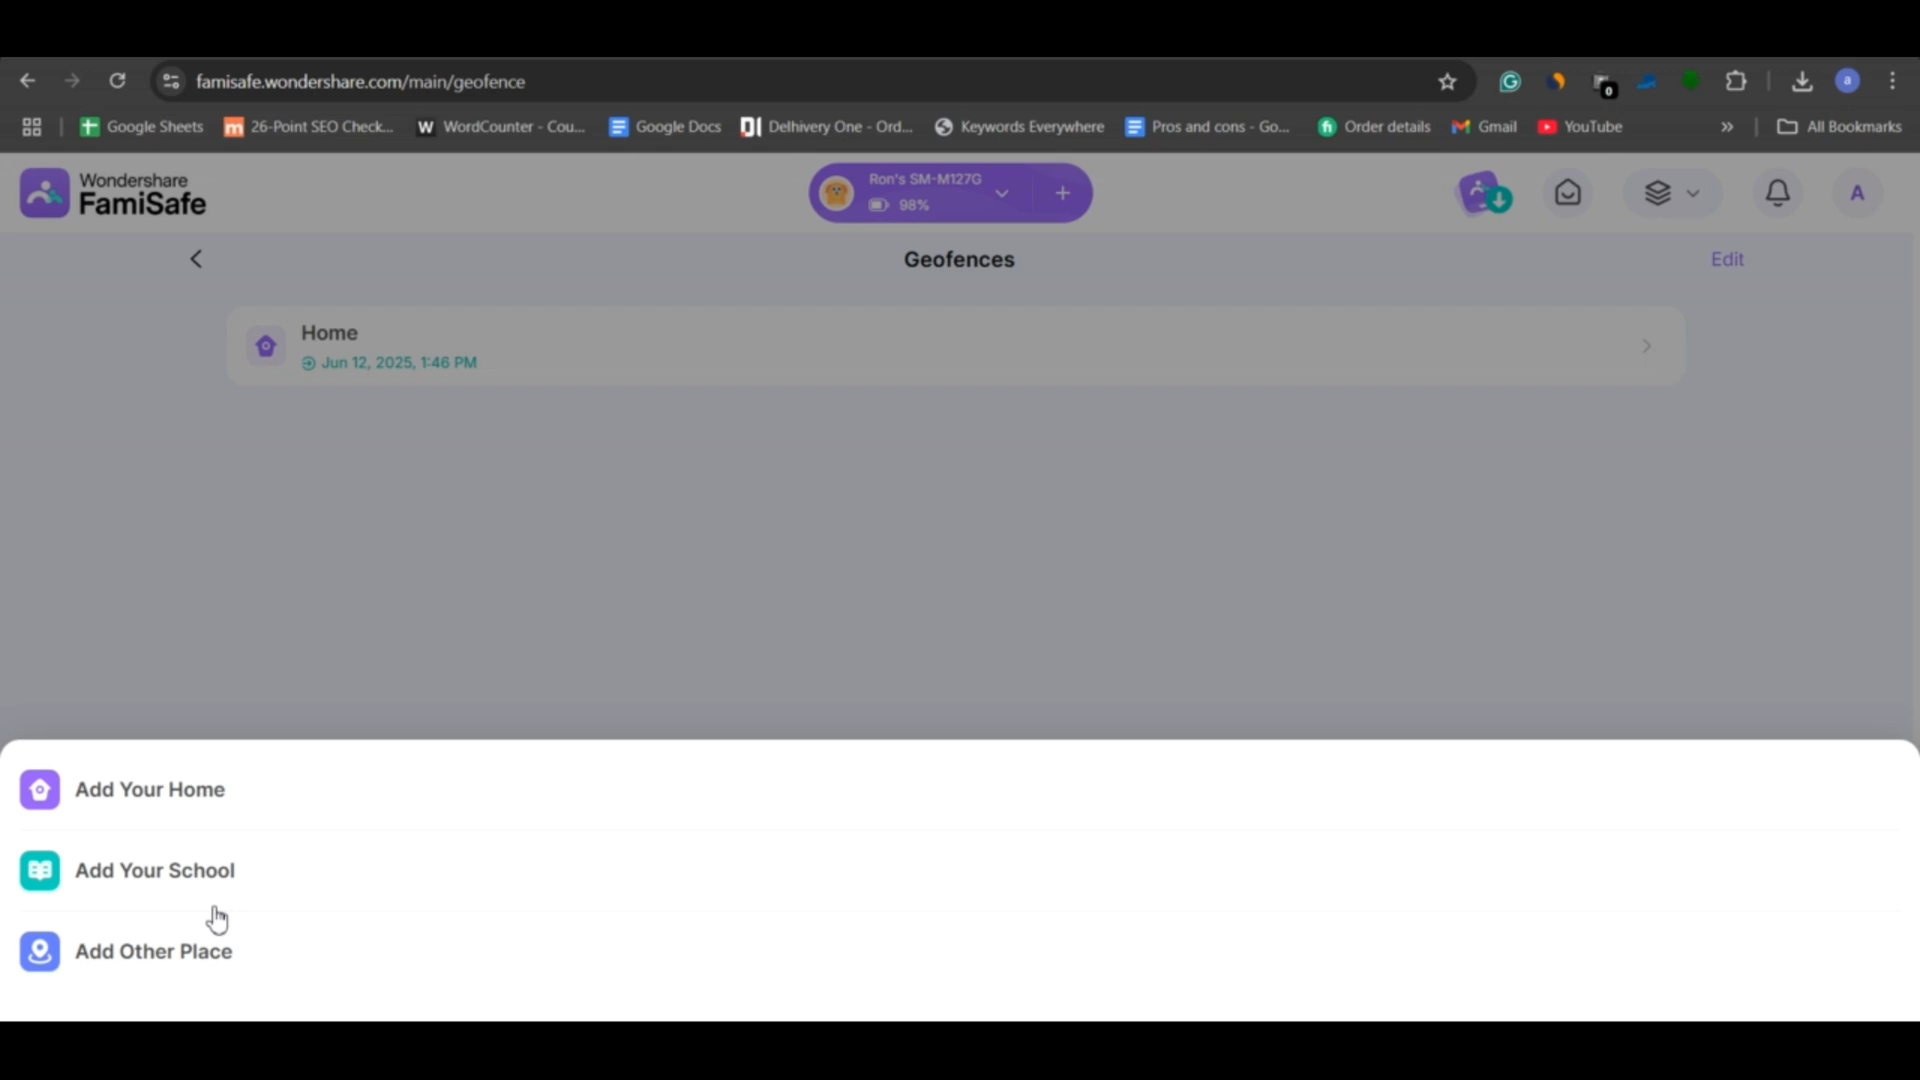 famisafe.wondershare.com/main/geofence
0 a
Google Sheets 26-Point SEO Check... WordCounter - Cou... Google Docs Delhivery One - Ord... Keywords Everywhere Pros and cons - Go... Order details Gmail YouTube » All Bookmarks
Wondershare
FamiSafe
Ron's SM-M127G
98%
A
Geofences
Edit
Home
Jun 12, 2025, 1:46 PM
Add Your Home
Add Your School
Add Other Place